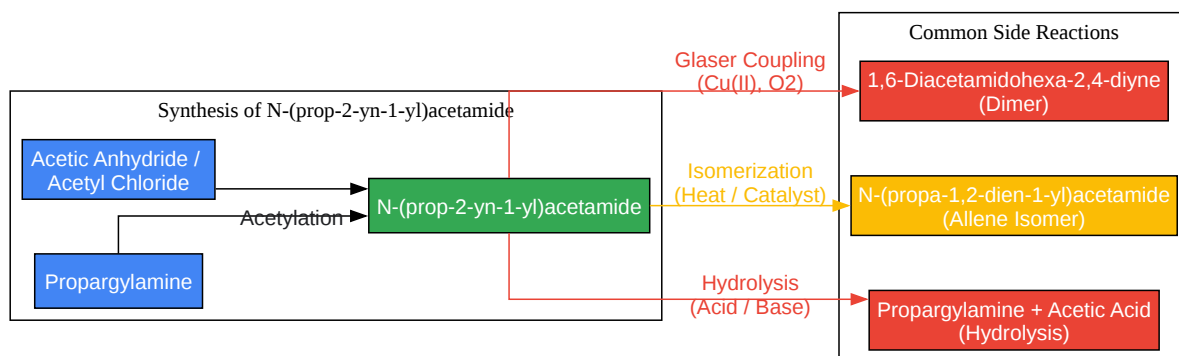 Common Side Reactions
Glaser Coupling
(Cu(II), O2)
1,6-Diacetamidohexa-2,4-diyne
(Dimer)
Synthesis of N-(prop-2-yn-1-yl)acetamide
Acetic Anhydride /
Acetyl Chloride
Isomerization
(Heat / Catalyst)
N-(prop-2-yn-1-yl)acetamide
N-(propa-1,2-dien-1-yl)acetamide
(Allene Isomer)
Acetylation
Propargylamine
Hydrolysis
(Acid / Base)
Propargylamine + Acetic Acid
(Hydrolysis)